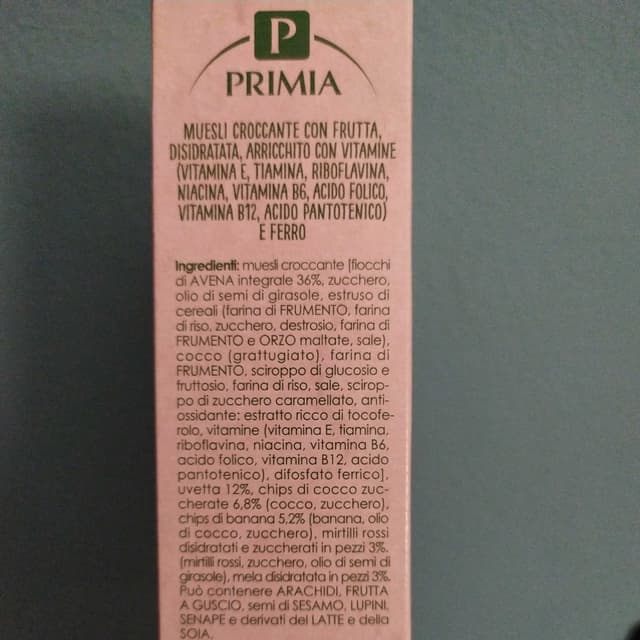 P
PRIMIA
MUESLI CROCCANTE CON FRUTTA,
DISIDRATATA, ARRICCHITO CON VITAMINE
(VITAMINA E, TIAMINA, RIBOFLAVINA,
NIACINA, VITAMINA B6, ACIDO FOLICO,
VITAMINA B12, ACIDO PANTOTENICO)
E FERRO
Ingredienti: muesli croccante [fiocchi
di AVENA integrale 36%, zucchero,
olio di semi di girasole, estruso di
cereali (farina di FRUMENTO, farina
di riso, zucchero, destrosio, farina di
FRUMENTO e ORZO maltate, sale),
cocco (grattugiato), farina di
FRUMENTO, sciroppo di glucosio e
fruttosio, farina di riso, sale, scirop-
po di zucchero caramellato, anti-
ossidante: estratto ricco di tocofe-
rolo, vitamine (vitamina E, tiamina,
riboflavina, niacina, vitamina B6,
acido folico, vitamina B12, acido
pantotenico), difosfato ferrico],
uvetta 12%, chips di cocco zuc-
cherate 6,8% (cocco, zucchero),
chips di banana 5,2% (banana, olio
di cocco, zucchero), mirtilli rossi
disidratati e zuccherati in pezzi 3%.
(mirtilli rossi, zucchero, olio di semi di
girasole), mela disidratata in pezzi 3%.
Può contenere ARACHIDI, FRUTTA
A GUSCIO, semi di SESAMO, LUPINI,
SENAPE e derivati del LATTE e della
SOIA.